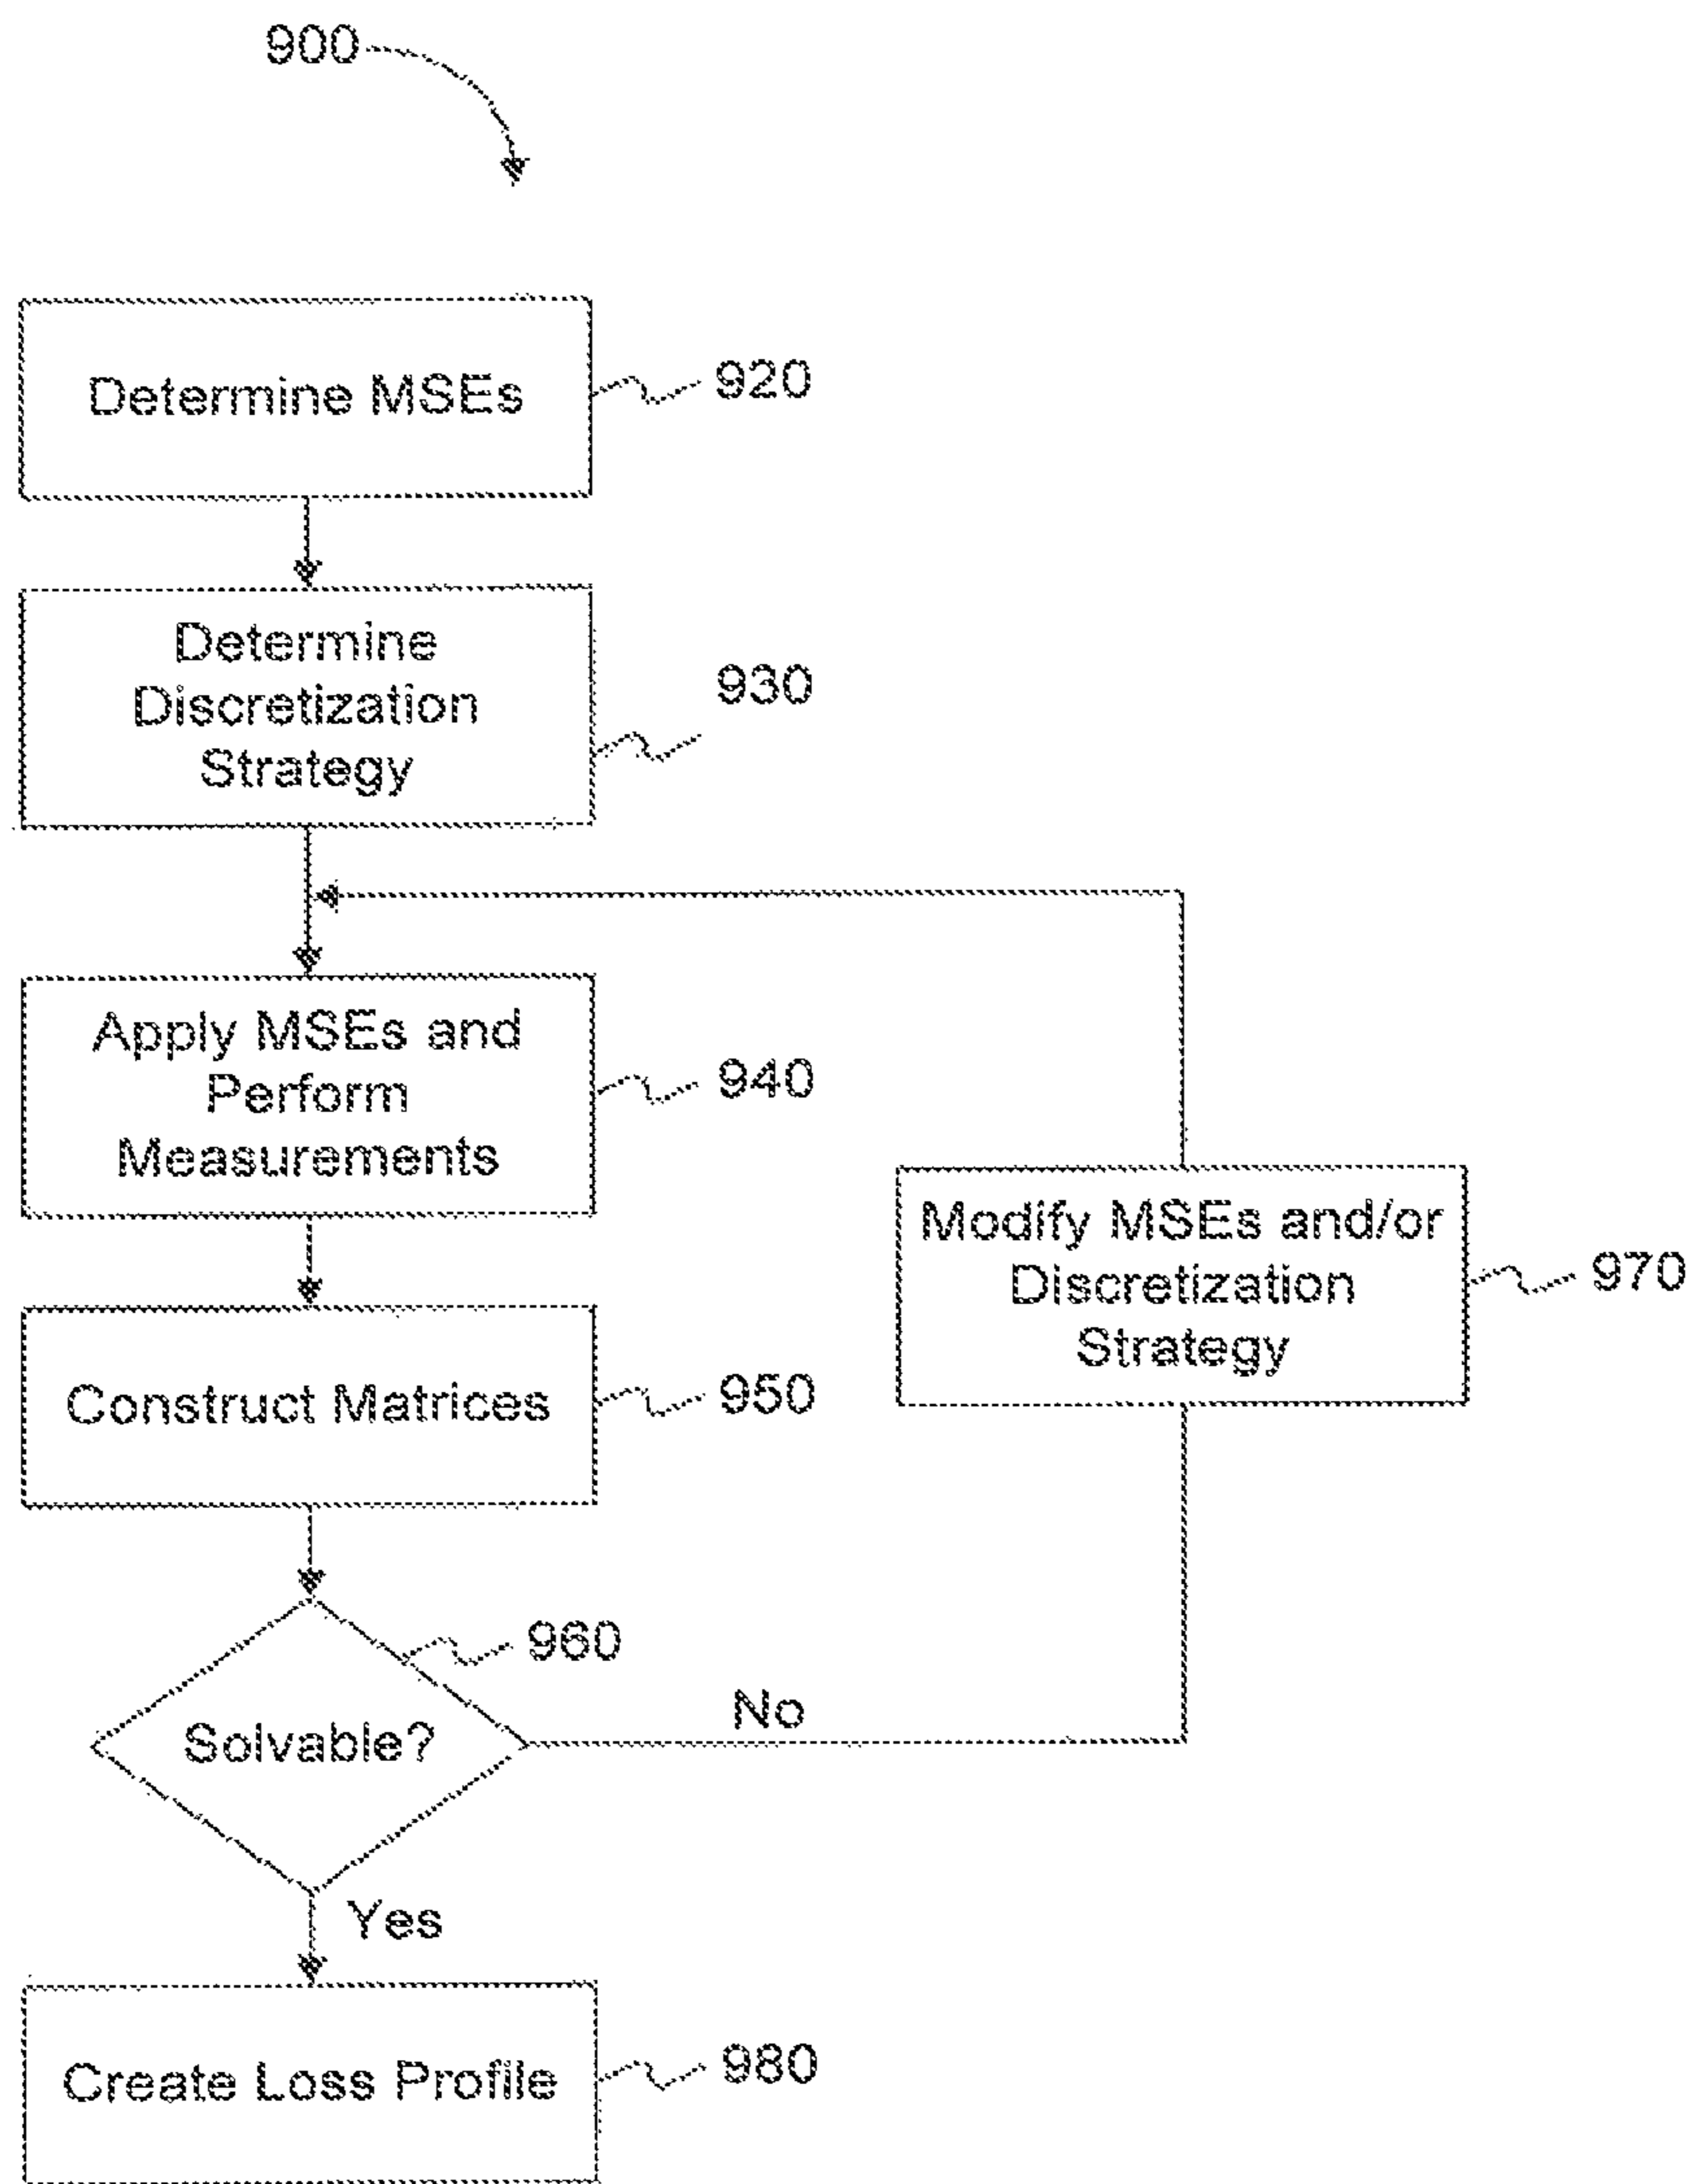 900
Determine MSEs
920
Determine
Discretization
Strategy
930
Apply MSEs and
Perform
Measurements
940
Modify MSEs and/or
Discretization
Strategy
970
Construct Matrices
950
960
Solvable?
No
Yes
Create Loss Profile
980